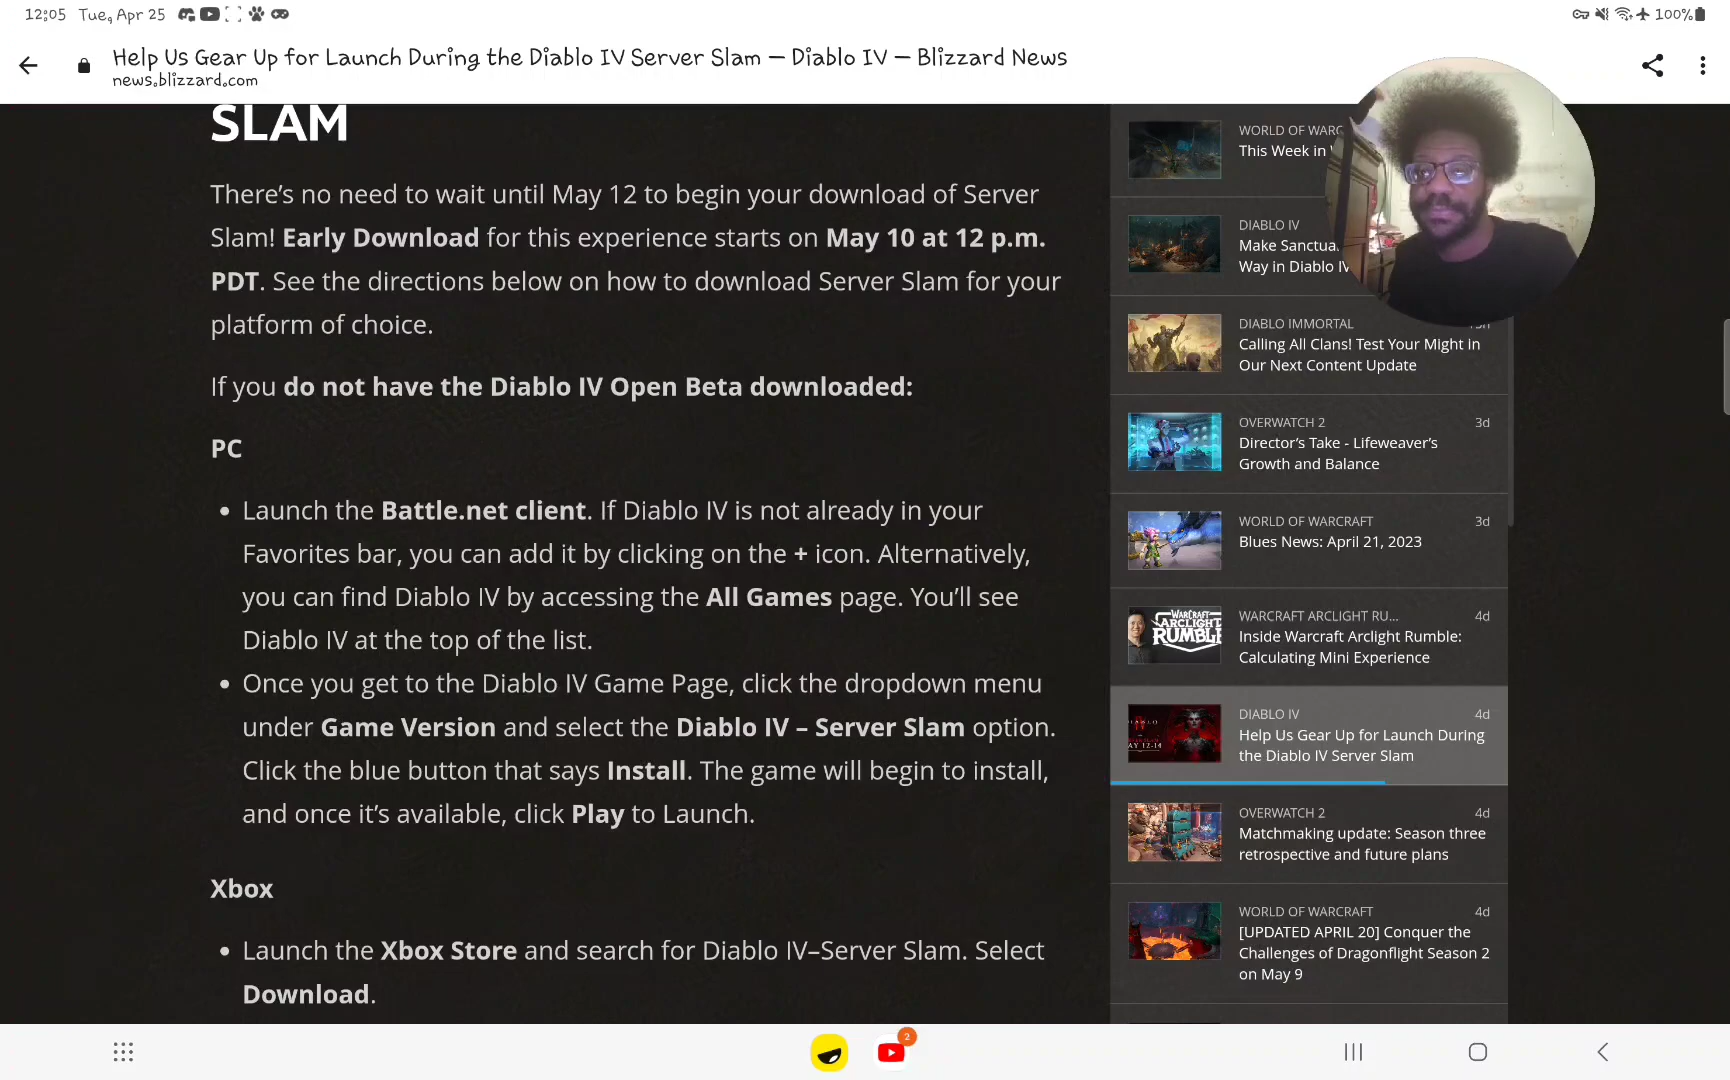 12:05 Tue, Apr 25
100%
Help Us Gear Up for Launch During the Diablo IV Server Slam — Diablo IV — Blizzard News
news.blizzard.com
SLAM
There's no need to wait until May 12 to begin your download of Server
Slam! Early Download for this experience starts on May 10 at 12 p.m.
PDT. See the directions below on how to download Server Slam for your
platform of choice.
If you do not have the Diablo IV Open Beta downloaded:
PC
• Launch the Battle.net client. If Diablo IV is not already in your
Favorites bar, you can add it by clicking on the + icon. Alternatively,
you can find Diablo IV by accessing the All Games page. You'll see
Diablo IV at the top of the list.
• Once you get to the Diablo IV Game Page, click the dropdown menu
under Game Version and select the Diablo IV – Server Slam option.
Click the blue button that says Install. The game will begin to install,
and once it's available, click Play to Launch.
Xbox
• Launch the Xbox Store and search for Diablo IV–Server Slam. Select
Download.
WORLD OF
This Week in
DIABLO IV
Make
Way in Diablo
DIABLO IMMORTAL
Calling All Clans! Test Your Might in
Our Next Content Update
OVERWATCH 2 3d
Director's Take - Lifeweaver's
Growth and Balance
WORLD OF WARCRAFT 3d
Blues News: April 21, 2023
WARCRAFT ARCLIGHT RUMBLE
WARCRAFT ARCLIGHT RU... 4d
Inside Warcraft Arclight Rumble:
Calculating Mini Experience
DIABLO IV 4d
Help Us Gear Up for Launch During
the Diablo IV Server Slam
OVERWATCH 2 4d
Matchmaking update: Season three
retrospective and future plans
WORLD OF WARCRAFT 4d
[UPDATED APRIL 20] Conquer the
Challenges of Dragonflight Season 2
on May 9
2